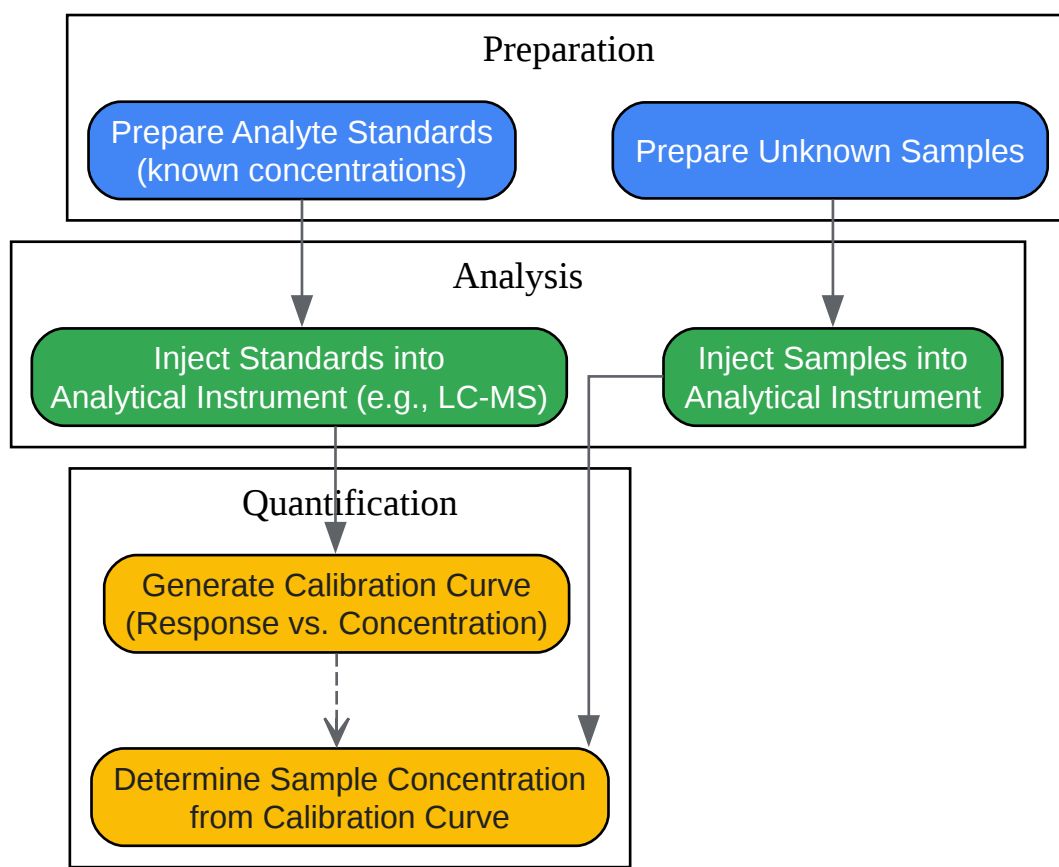 Preparation
Prepare Analyte Standards
(known concentrations)
Prepare Unknown Samples
Analysis
Inject Standards into
Analytical Instrument (e.g., LC-MS)
Inject Samples into
Analytical Instrument
Quantification
Generate Calibration Curve
(Response vs. Concentration)
Determine Sample Concentration
from Calibration Curve